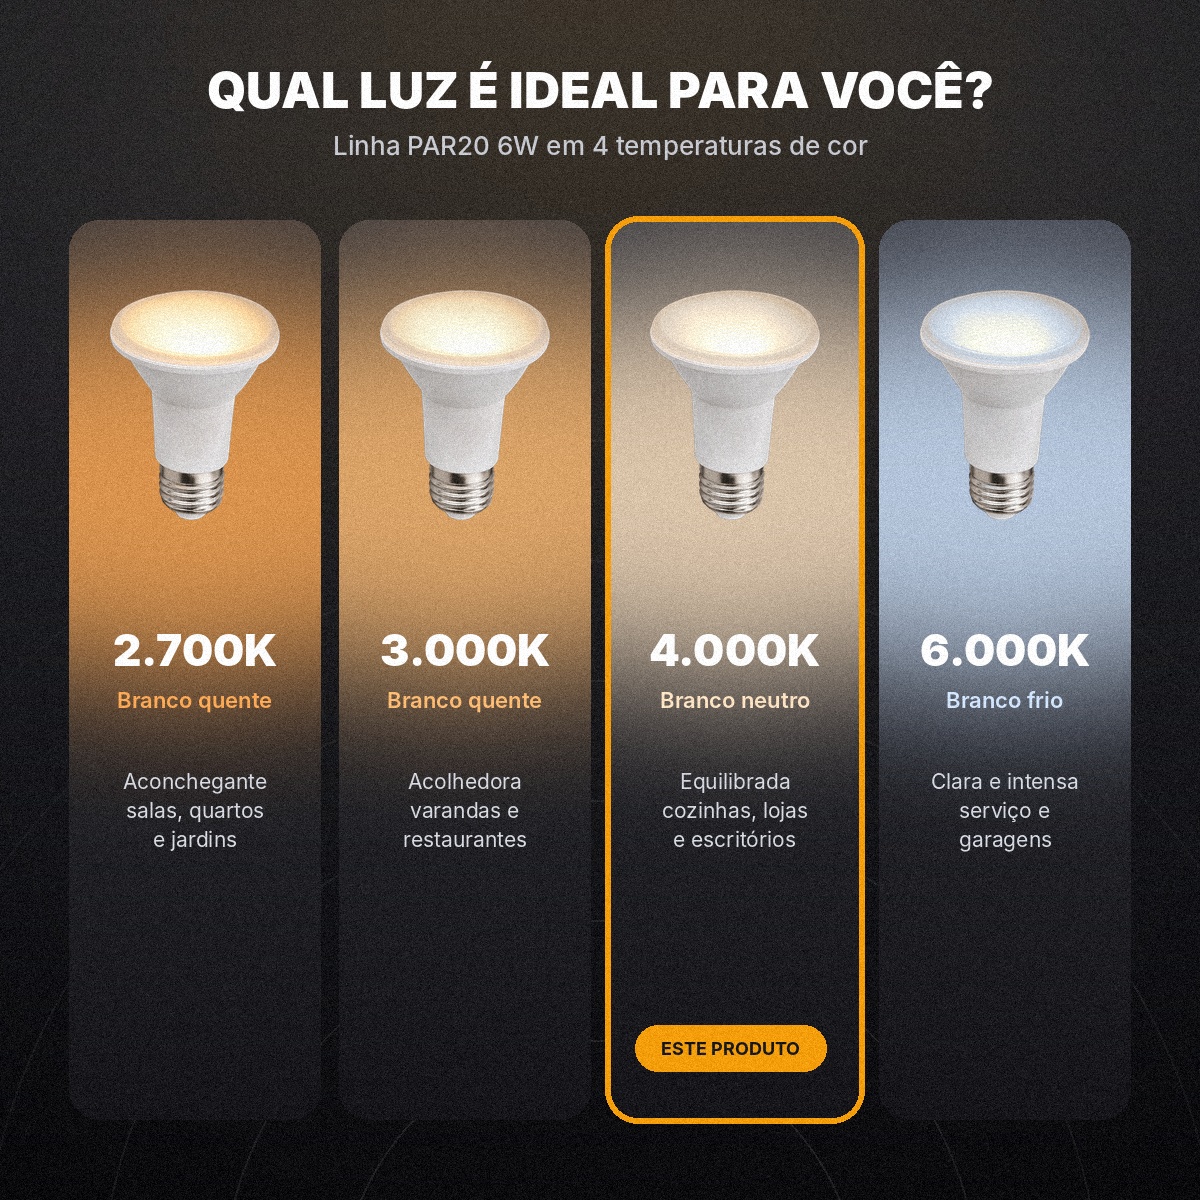 QUAL LUZ É IDEAL PARA VOCÊ?
Linha PAR20 6W em 4 temperaturas de cor
2.700K
Branco quente
Aconchegante
salas, quartos
e jardins
3.000K
Branco quente
Acolhedora
varandas e
restaurantes
4.000K
Branco neutro
Equilibrada
cozinhas, lojas
e escritórios
ESTE PRODUTO
6.000K
Branco frio
Clara e intensa
serviço e
garagens